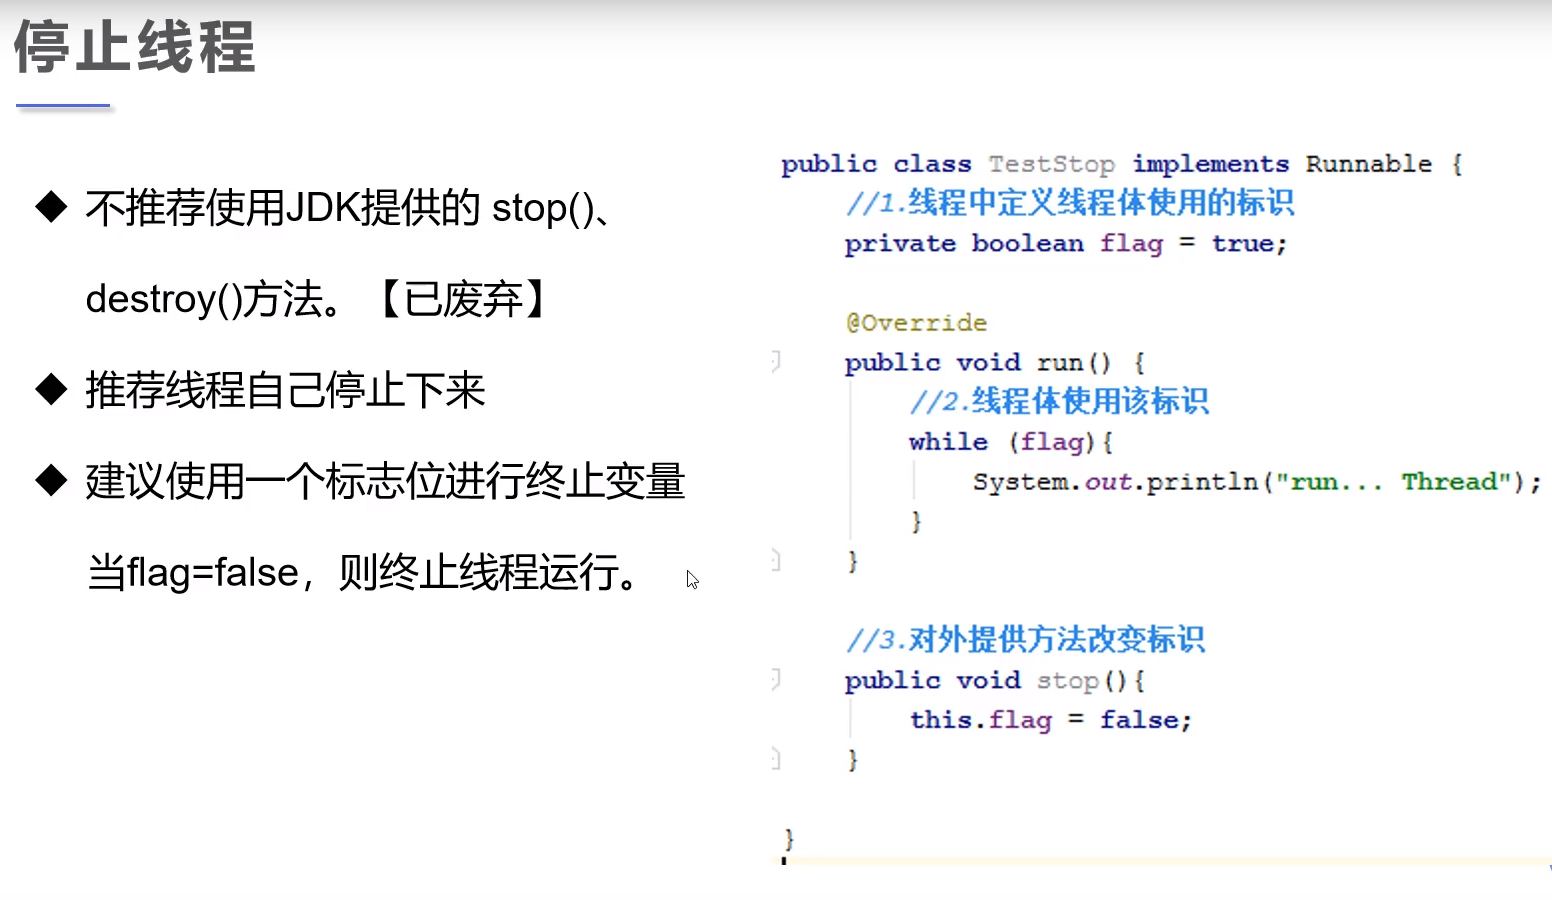 停止线程
◆ 不推荐使用JDK提供的 stop()、
destroy()方法。【已废弃】
◆ 推荐线程自己停止下来
◆ 建议使用一个标志位进行终止变量
当flag=false，则终止线程运行。
public class TestStop implements Runnable {
//1.线程中定义线程体使用的标识
private boolean flag = true;
@Override
public void run() {
//2.线程体使用该标识
while (flag){
System.out.println("run... Thread");
}
}
//3.对外提供方法改变标识
public void stop(){
this.flag = false;
}
}